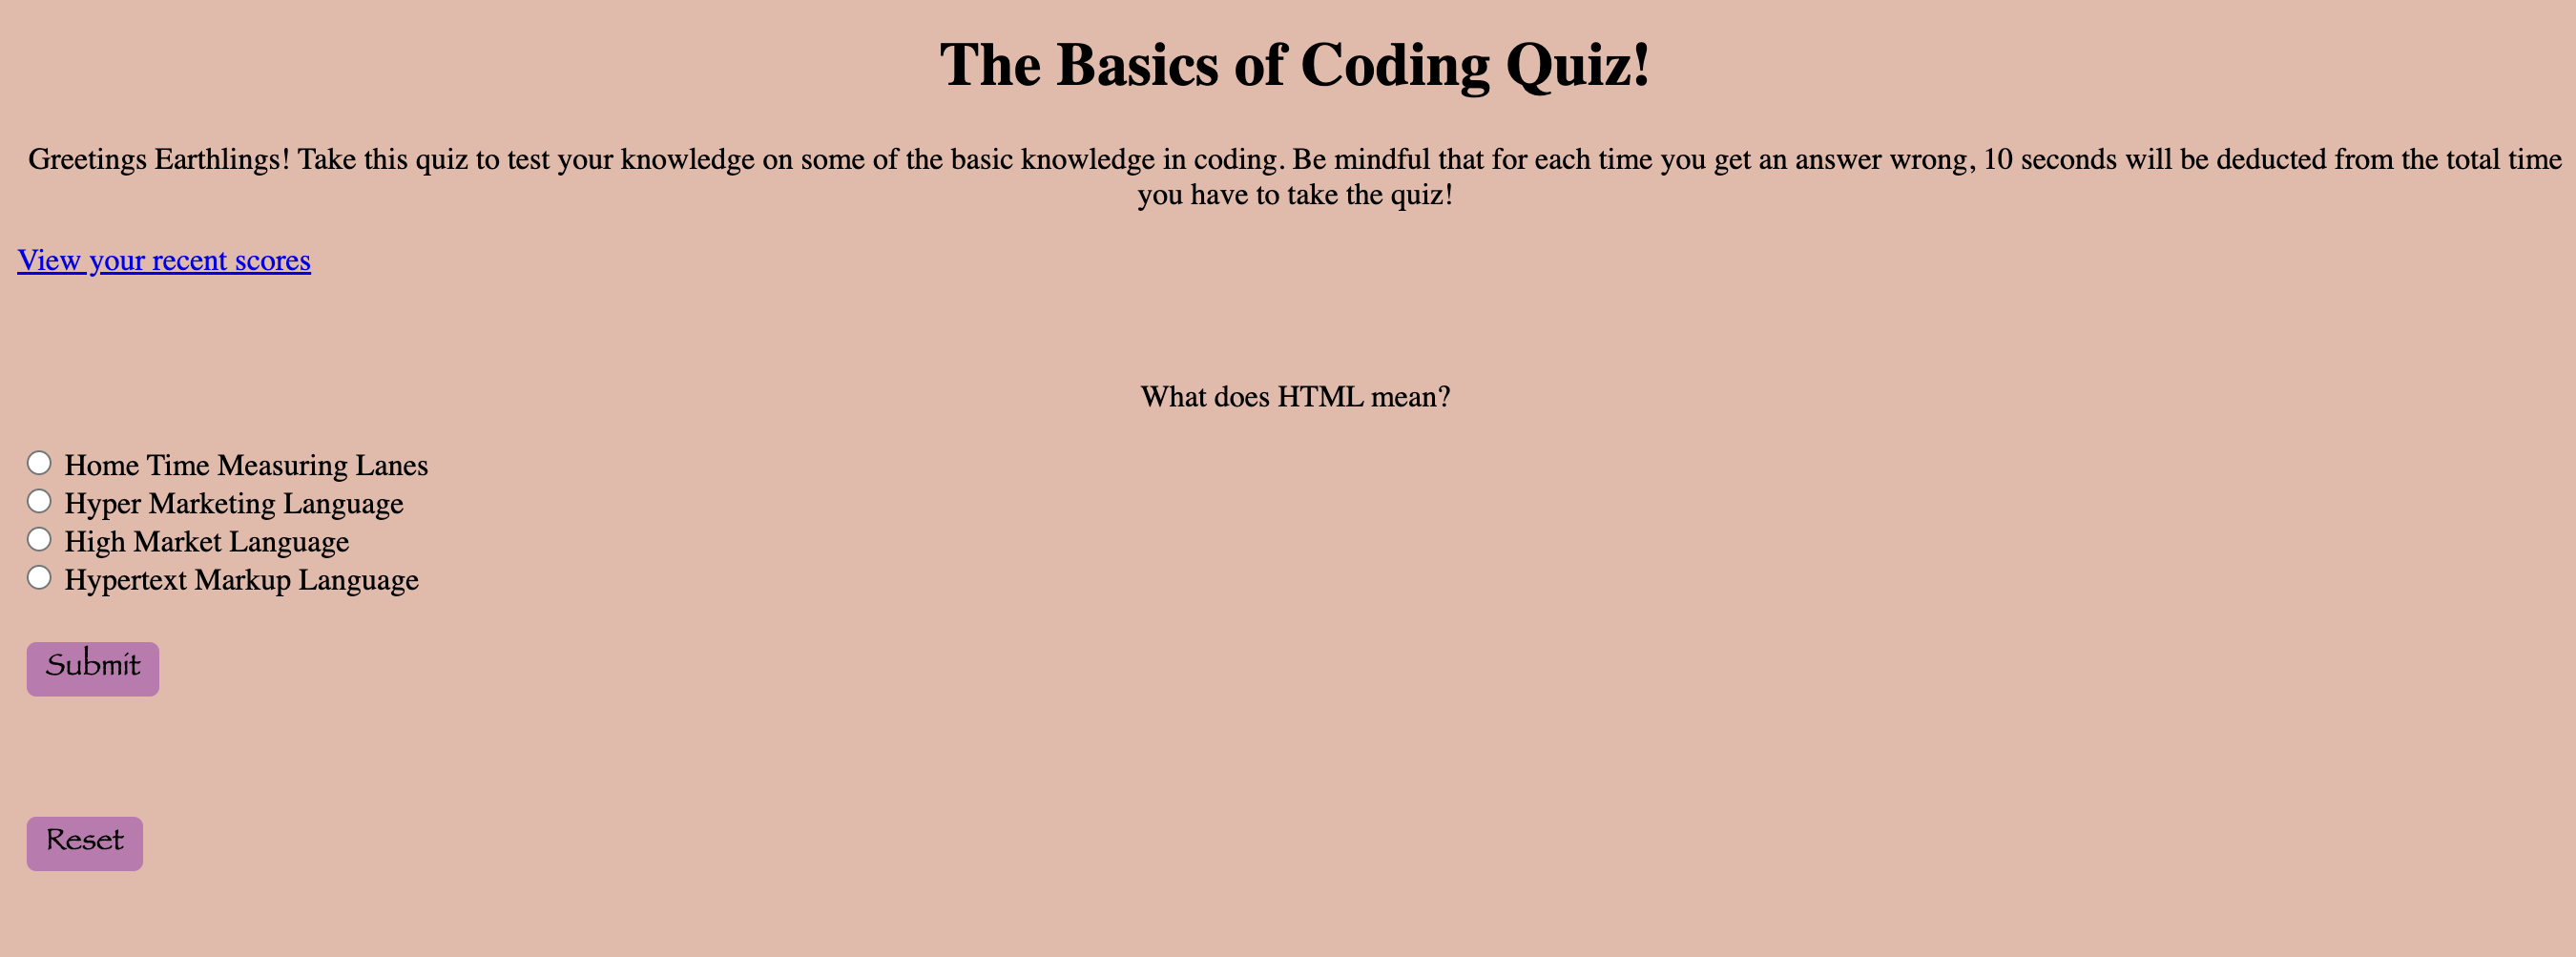 The Basics of Coding Quiz!
Greetings Earthlings! Take this quiz to test your knowledge on some of the basic knowledge in coding. Be mindful that for each time you get an answer wrong, 10 seconds will be deducted from the total time
you have to take the quiz!
View your recent scores
What does HTML mean?
Home Time Measuring Lanes
Hyper Marketing Language
High Market Language
Hypertext Markup Language
Submit
Reset